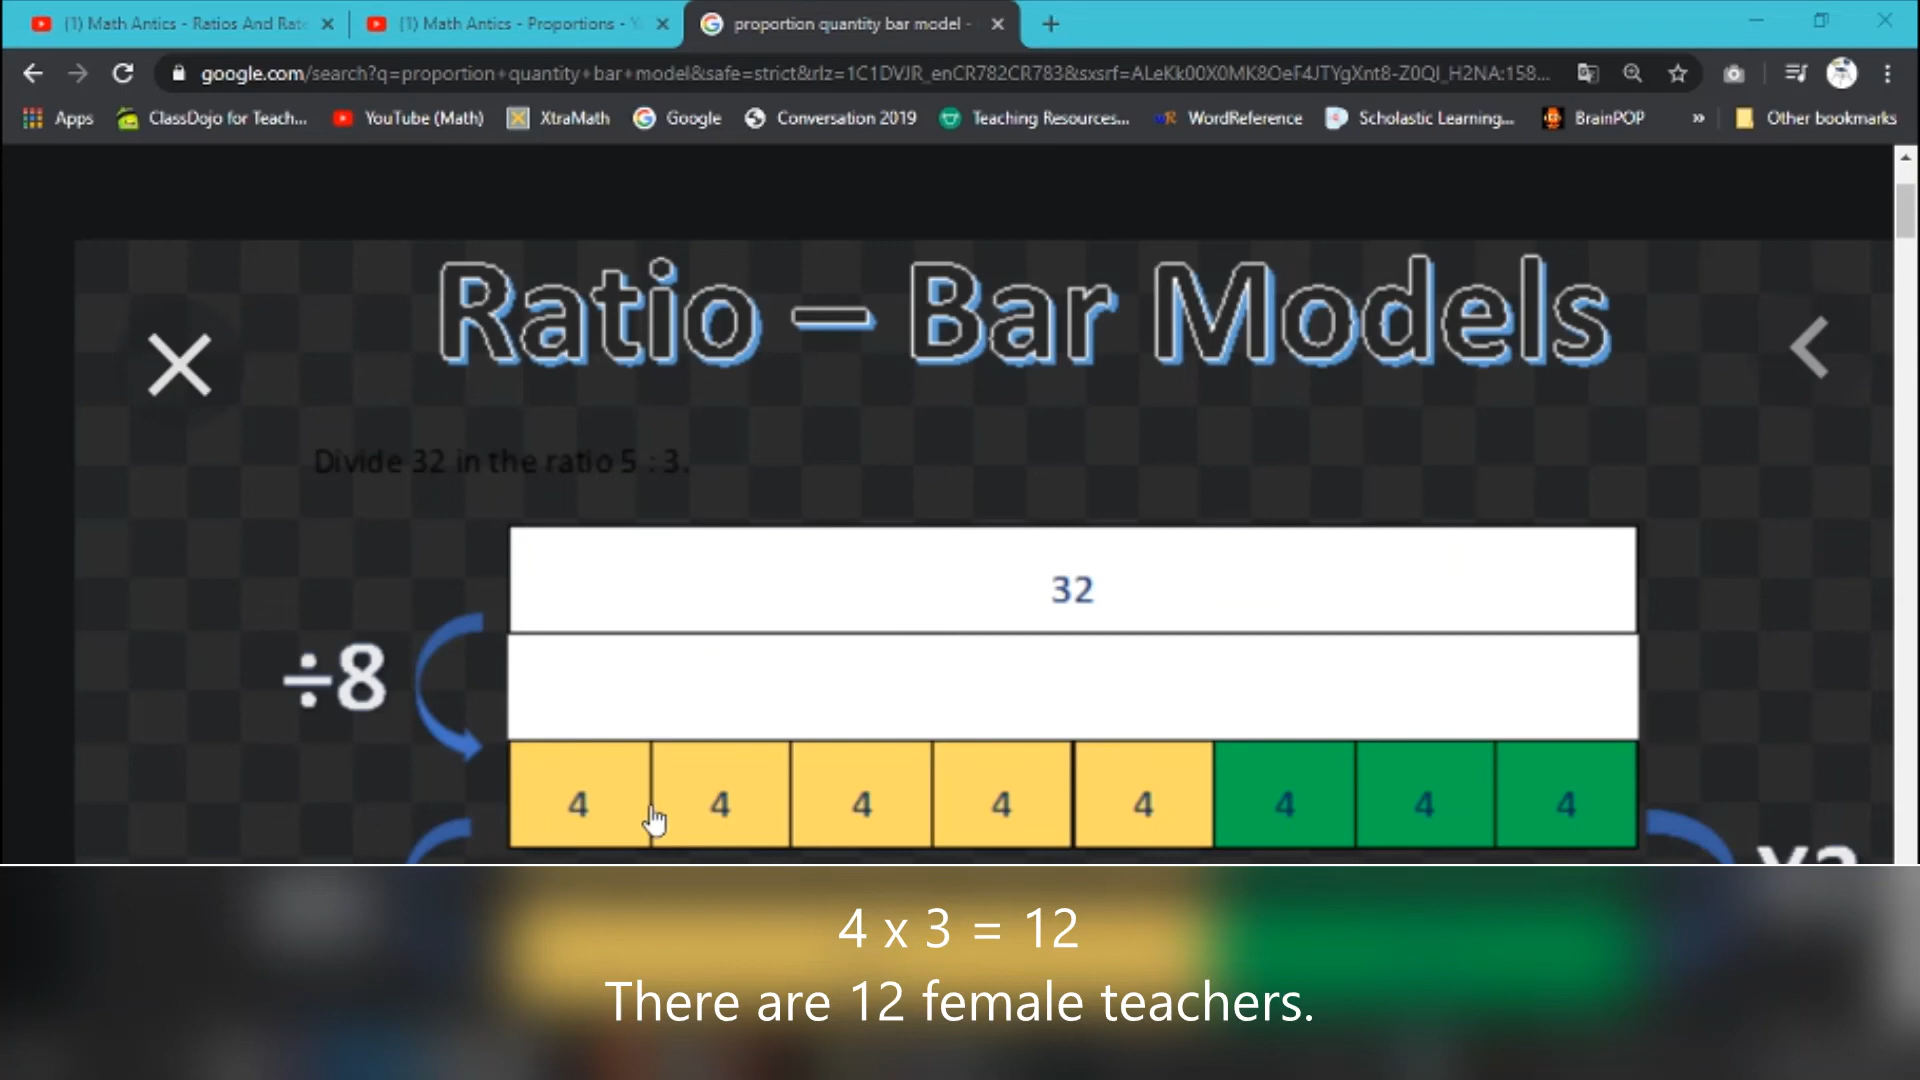 (1) Math Antics - Ratios And Rate
(1) Math Antics - Proportions - Y
proportion quantity bar model -
google.com/search?q=proportion+quantity+bar+model&safe=strict&rlz=1C1DVJR_enCR782CR783&sxsrf=ALeKk00X0MK8OeF4JTYgXnt8-Z0QI_H2NA:158...
Apps
ClassDojo for Teach...
YouTube (Math)
XtraMath
Google
Conversation 2019
Teaching Resources...
WordReference
Scholastic Learning...
BrainPOP
»
Other bookmarks
Ratio – Bar Models
Divide 32 in the ratio 5 : 3.
32
÷8
4 4 4 4 4 4 4 4
4 x 3 = 12
There are 12 female teachers.